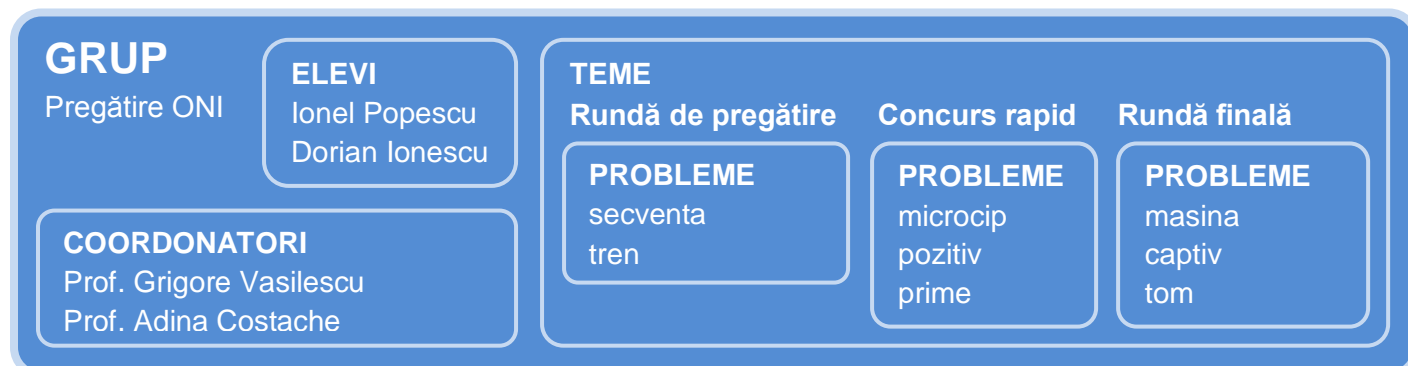 GRUP
Pregătire ONI
ELEVI
Ionel Popescu
Dorian Ionescu
COORDONATORI
Prof. Grigore Vasilescu
Prof. Adina Costache
TEME
Rundă de pregătire
PROBLEME
secventa
tren
Concurs rapid
PROBLEME
microcip
pozitiv
prime
Rundă finală
PROBLEME
masina
captiv
tom